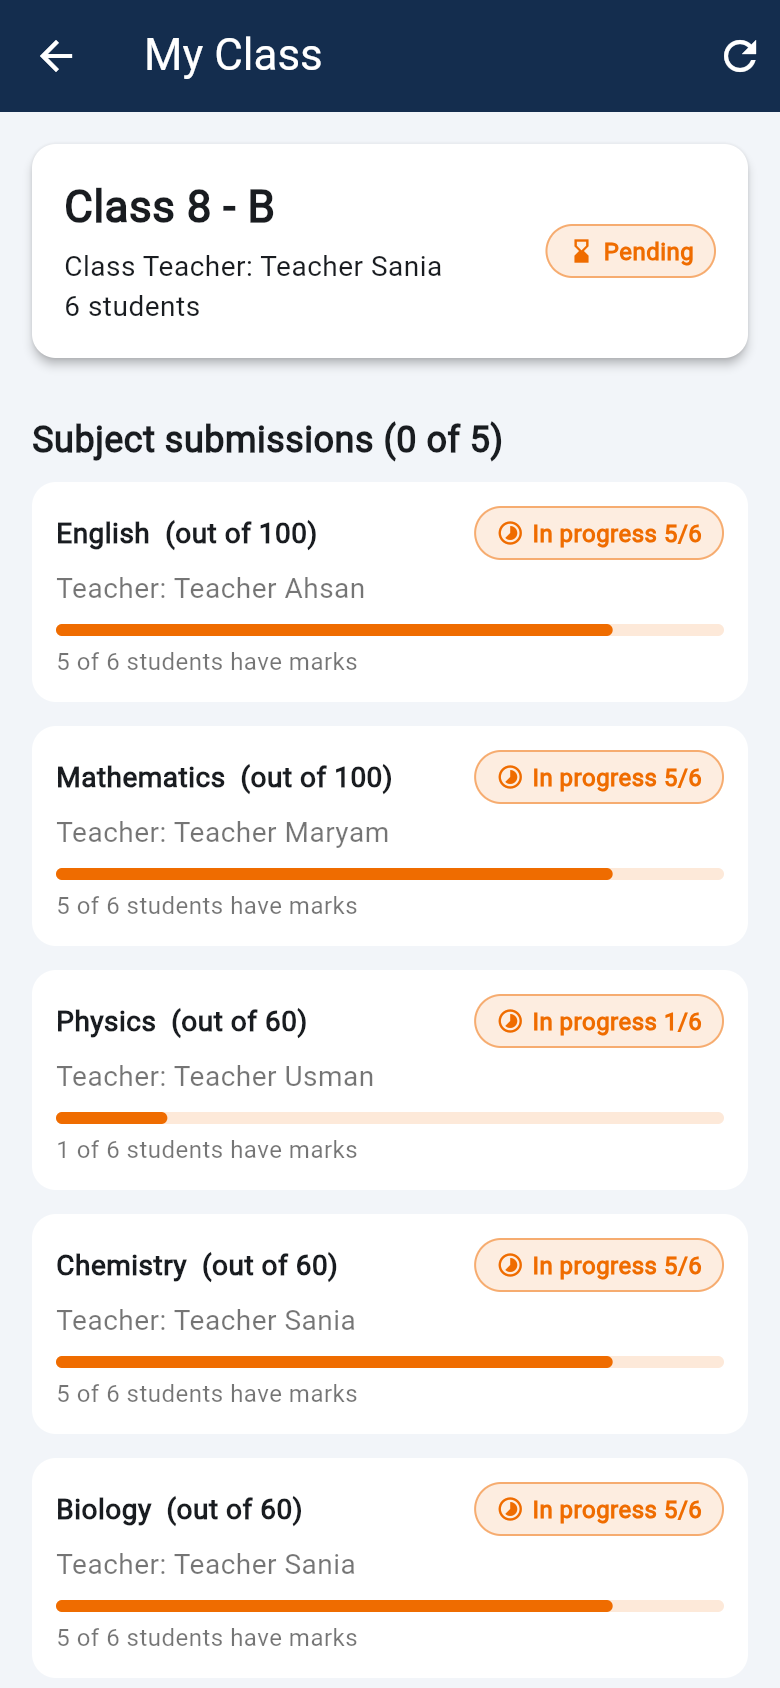 My Class
Class 8 - B
Class Teacher: Teacher Sania
6 students
Pending
Subject submissions (0 of 5)
English (out of 100)
In progress 5/6
Teacher: Teacher Ahsan
5 of 6 students have marks
Mathematics (out of 100)
In progress 5/6
Teacher: Teacher Maryam
5 of 6 students have marks
Physics (out of 60)
In progress 1/6
Teacher: Teacher Usman
1 of 6 students have marks
Chemistry (out of 60)
In progress 5/6
Teacher: Teacher Sania
5 of 6 students have marks
Biology (out of 60)
In progress 5/6
Teacher: Teacher Sania
5 of 6 students have marks